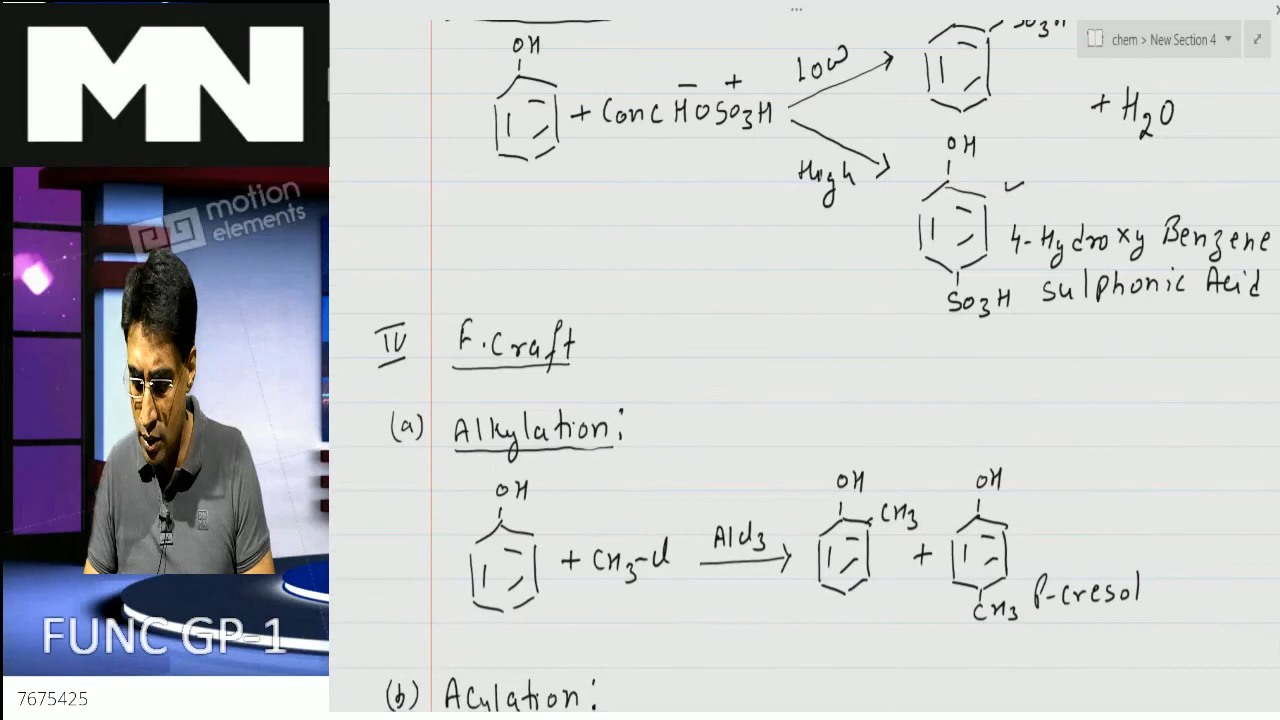 MN
motion
elements
FUNC GP-1
7675425
chem > New Section 4
OH
SO3H
+ Conc HOSO3H
− +
Low
High
+ H2O
OH
SO3H
4-Hydroxy Benzene
sulphonic Acid
IV F.Craft
(a) Alkylation:
OH
+ CH3-Cl
AlCl3
OH
CH3
+
OH
CH3
P-cresol
(b) Acylation: